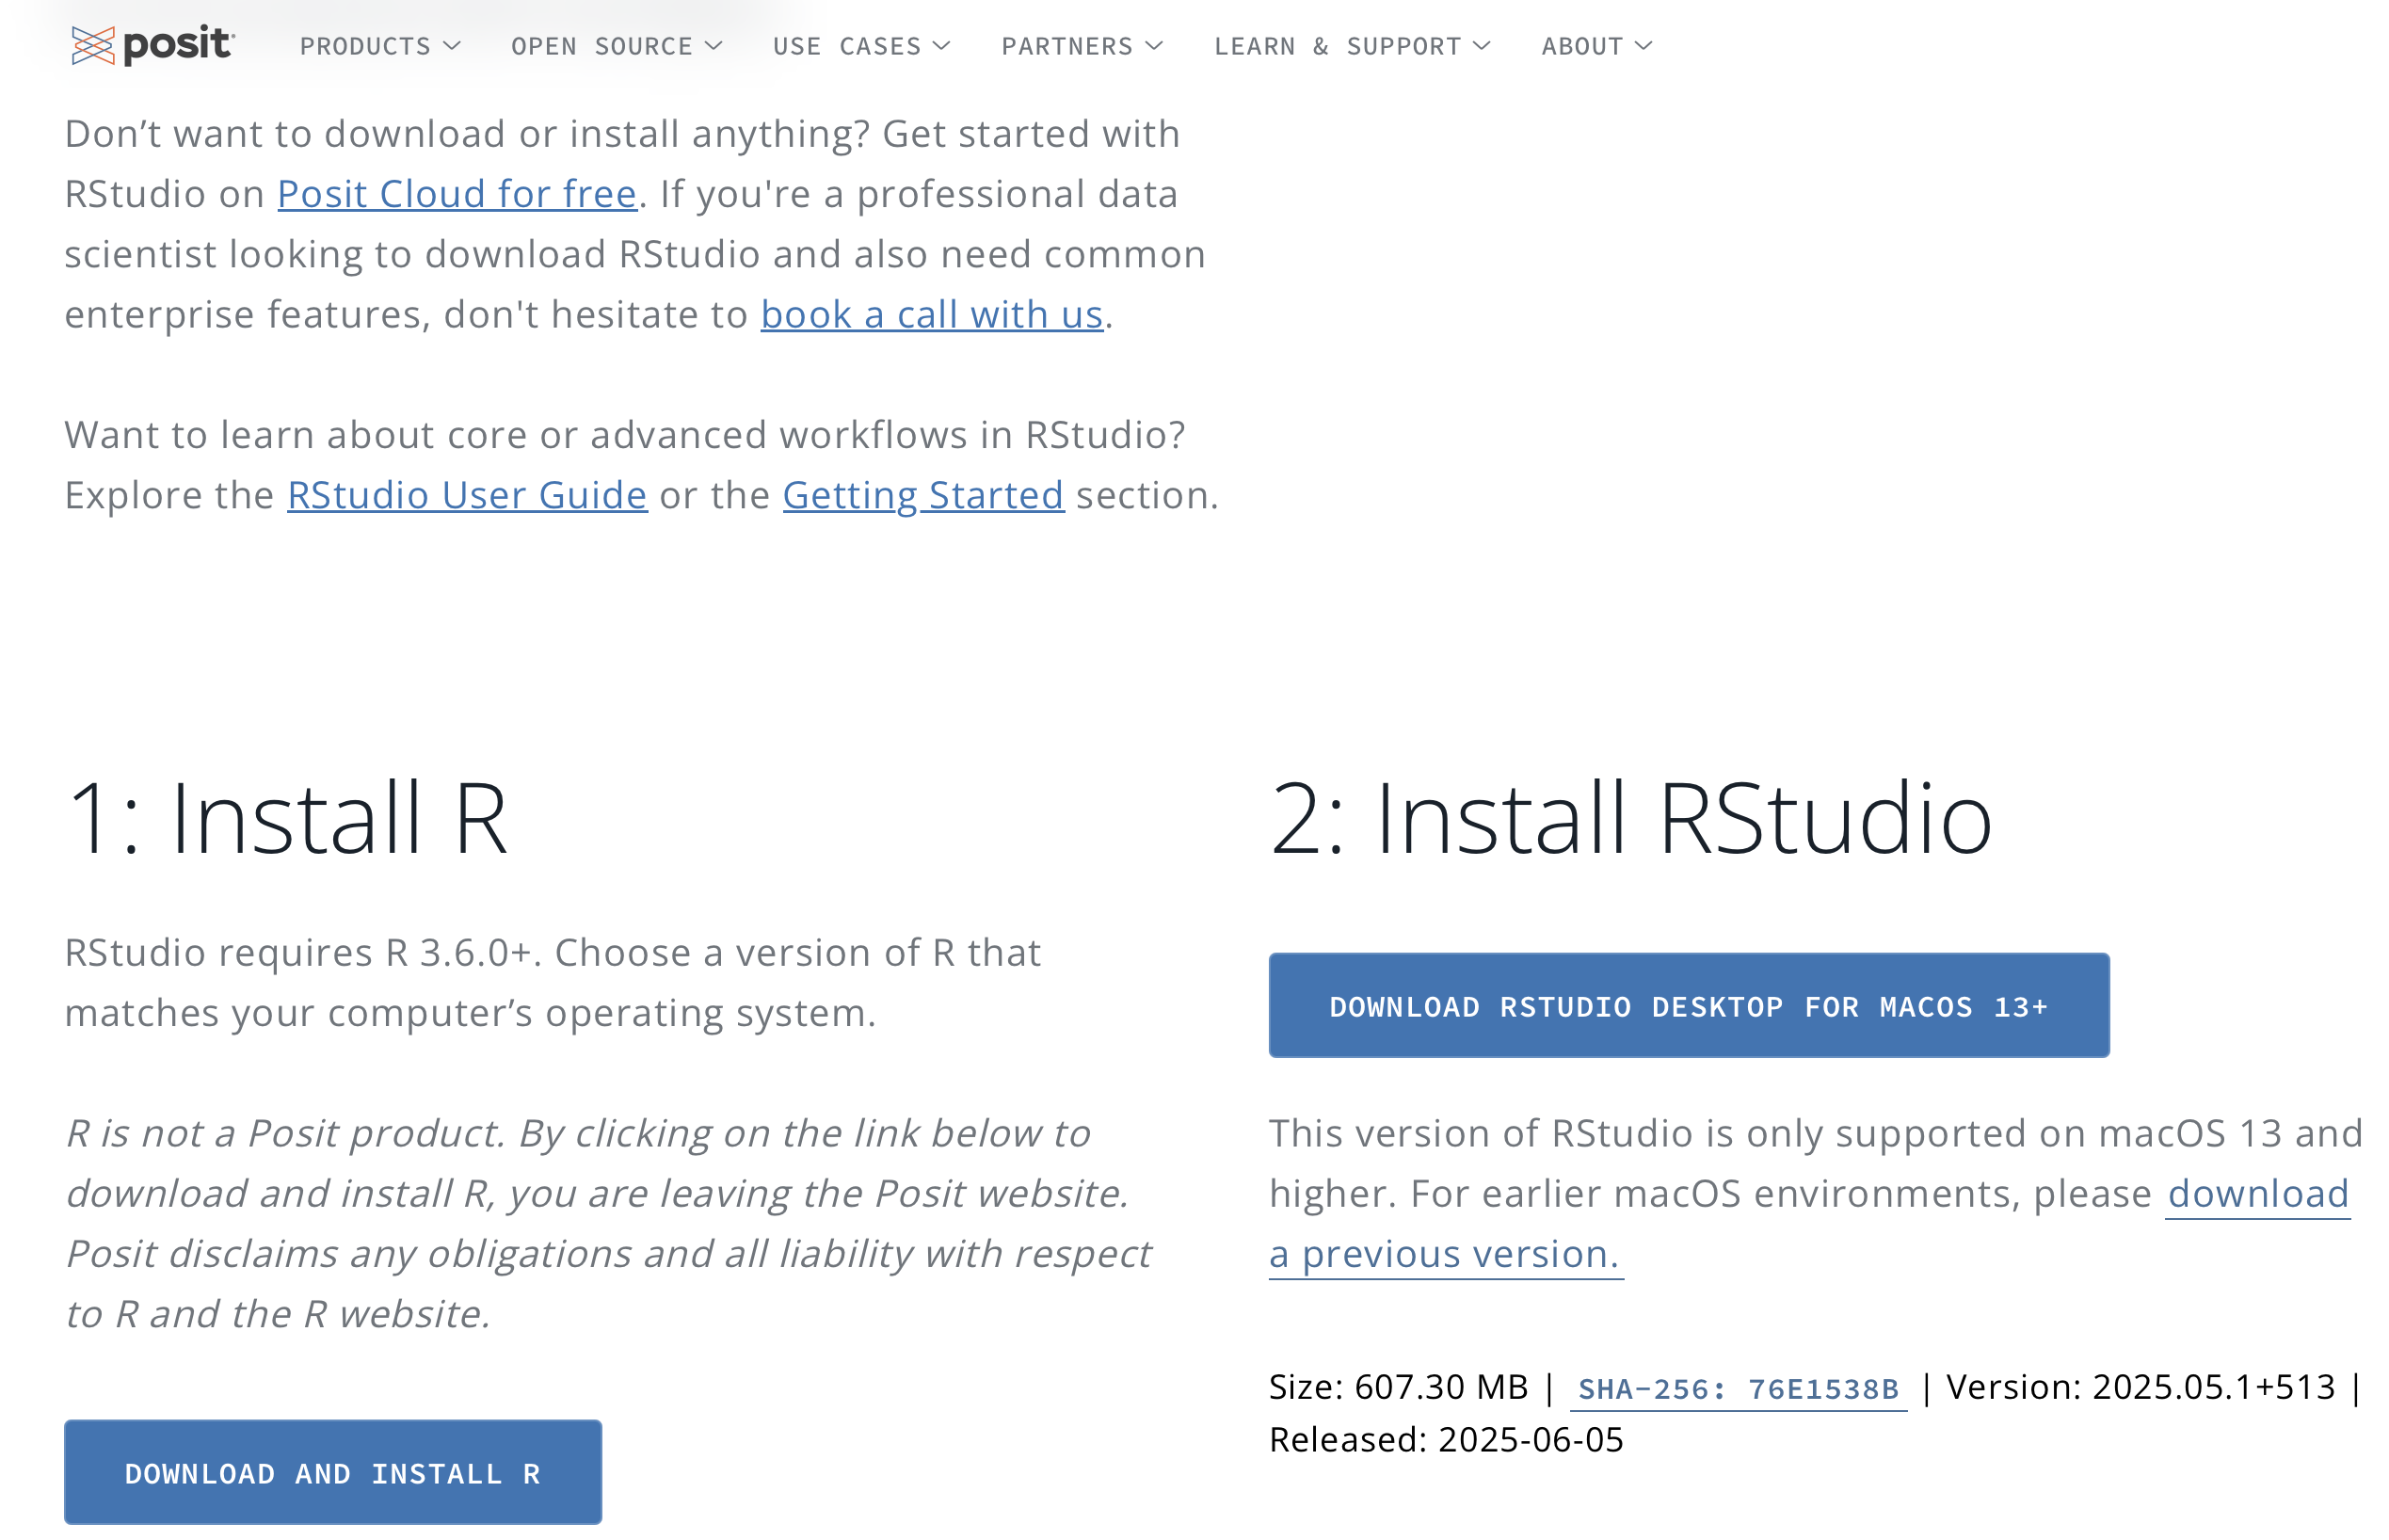 posit
PRODUCTS OPEN SOURCE USE CASES PARTNERS LEARN & SUPPORT ABOUT
Don’t want to download or install anything? Get started with
RStudio on Posit Cloud for free. If you're a professional data
scientist looking to download RStudio and also need common
enterprise features, don't hesitate to book a call with us.
Want to learn about core or advanced workflows in RStudio?
Explore the RStudio User Guide or the Getting Started section.
1: Install R
RStudio requires R 3.6.0+. Choose a version of R that
matches your computer’s operating system.
R is not a Posit product. By clicking on the link below to
download and install R, you are leaving the Posit website.
Posit disclaims any obligations and all liability with respect
to R and the R website.
DOWNLOAD AND INSTALL R
2: Install RStudio
DOWNLOAD RSTUDIO DESKTOP FOR MACOS 13+
This version of RStudio is only supported on macOS 13 and
higher. For earlier macOS environments, please download
a previous version.
Size: 607.30 MB | SHA-256: 76E1538B | Version: 2025.05.1+513 |
Released: 2025-06-05